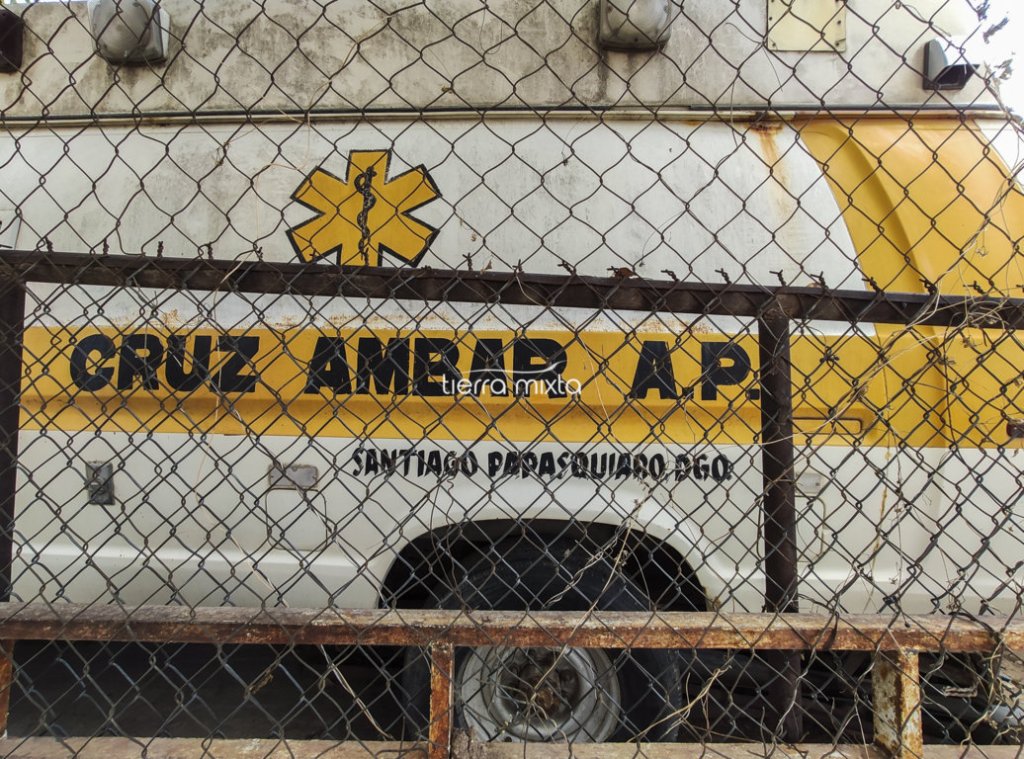 CRUZ AMBAR A.P.
tierra mixta
SANTIAGO PAPASQUIARO, DGO.